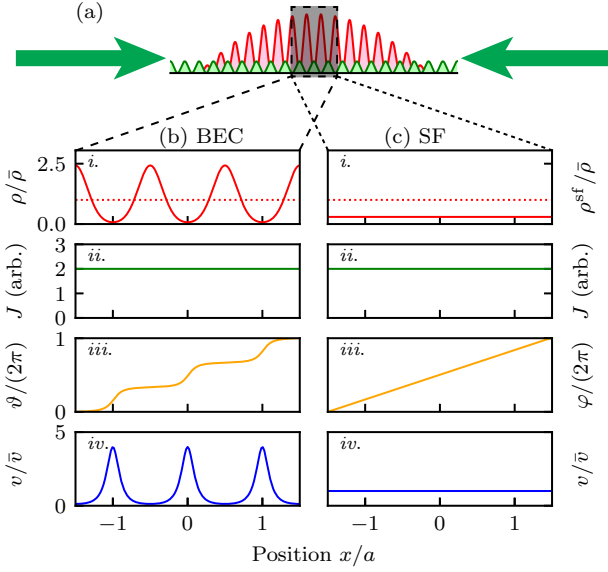 (a)
(b) BEC
(c) SF
i.
i.
2.5
0.0
ρ/ρ̄
ρ^sf/ρ̄
ii.
ii.
3
2
1
0
J (arb.)
J (arb.)
iii.
iii.
1
0
ϑ/(2π)
φ/(2π)
iv.
iv.
5
0
v/v̄
v/v̄
−1 0 1
−1 0 1
Position x/a